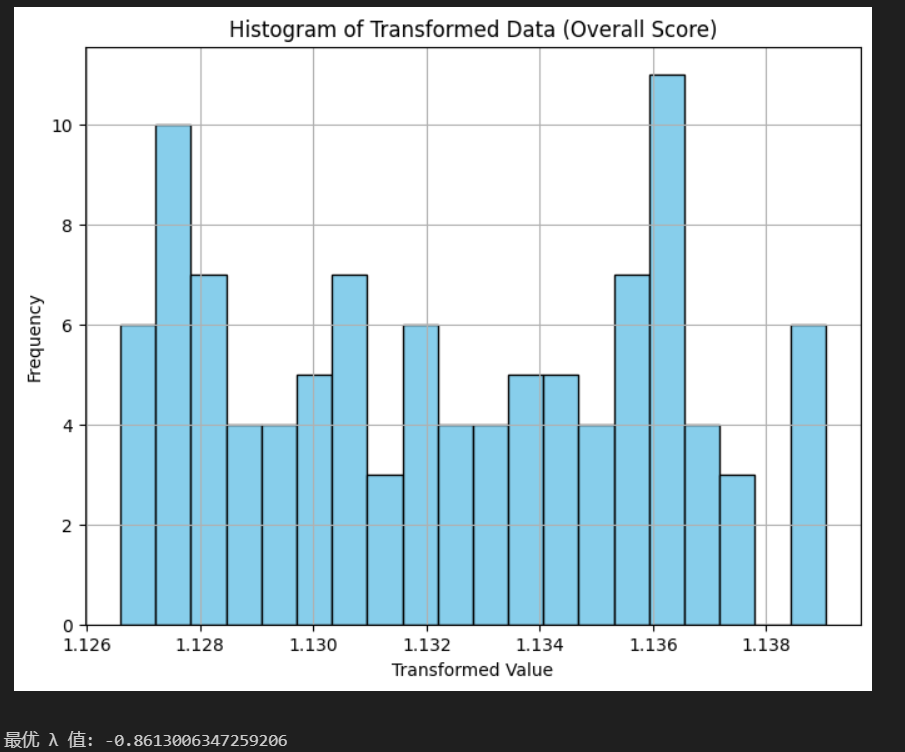 Histogram of Transformed Data (Overall Score)
10
8
6
4
2
0
Frequency
1.126 1.128 1.130 1.132 1.134 1.136 1.138
Transformed Value
最优 λ 值: -0.8613006347259206